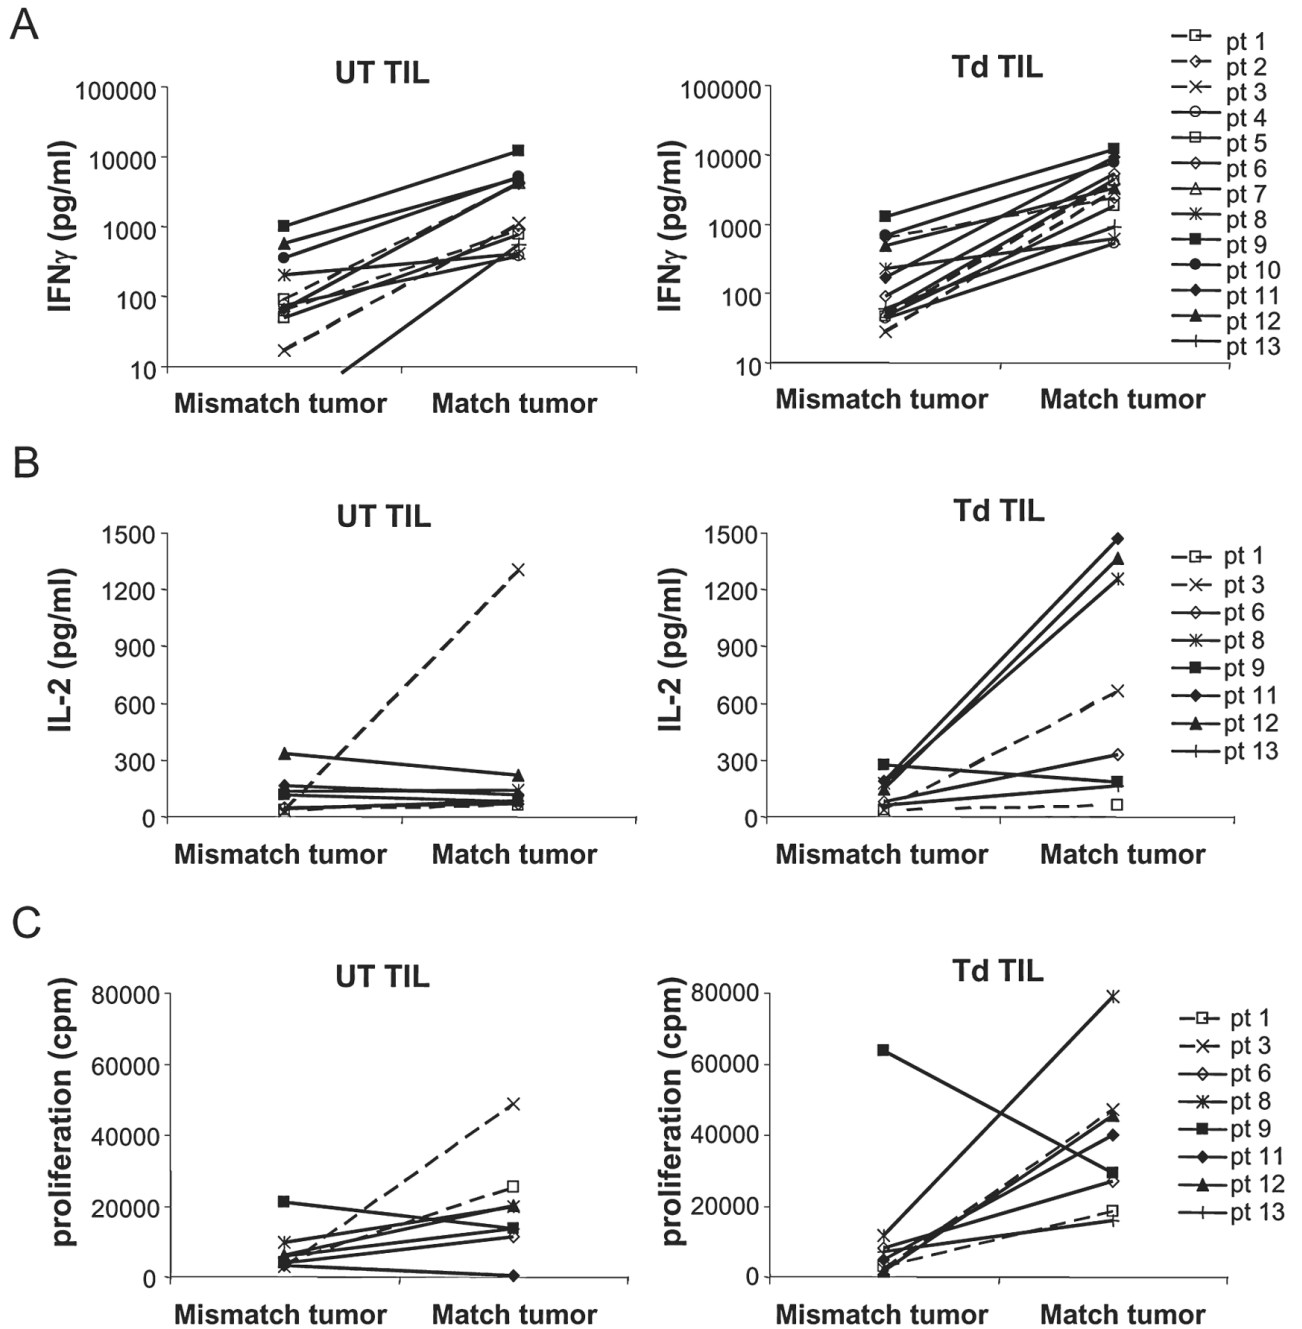 A
UT TIL
IFNγ (pg/ml)
100000
10000
1000
100
10
Mismatch tumor
Match tumor
Td TIL
IFNγ (pg/ml)
100000
10000
1000
100
10
Mismatch tumor
Match tumor
pt 1
pt 2
pt 3
pt 4
pt 5
pt 6
pt 7
pt 8
pt 9
pt 10
pt 11
pt 12
pt 13
B
UT TIL
IL-2 (pg/ml)
1500
1200
900
600
300
0
Mismatch tumor
Match tumor
Td TIL
IL-2 (pg/ml)
1500
1200
900
600
300
0
Mismatch tumor
Match tumor
pt 1
pt 3
pt 6
pt 8
pt 9
pt 11
pt 12
pt 13
C
UT TIL
proliferation (cpm)
80000
60000
40000
20000
0
Mismatch tumor
Match tumor
Td TIL
proliferation (cpm)
80000
60000
40000
20000
0
Mismatch tumor
Match tumor
pt 1
pt 3
pt 6
pt 8
pt 9
pt 11
pt 12
pt 13